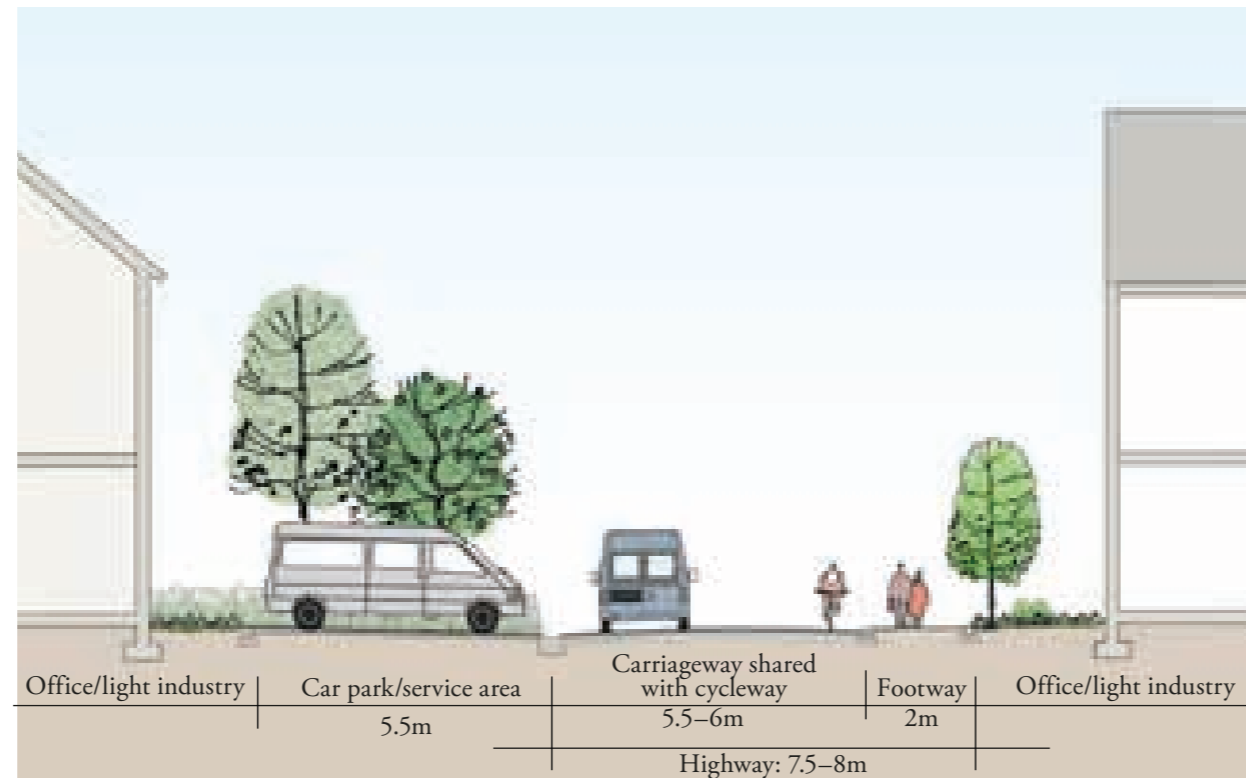 Office/light industry
Car park/service area
5.5m
Carriageway shared
with cycleway
5.5–6m
Footway
2m
Office/light industry
Highway: 7.5–8m